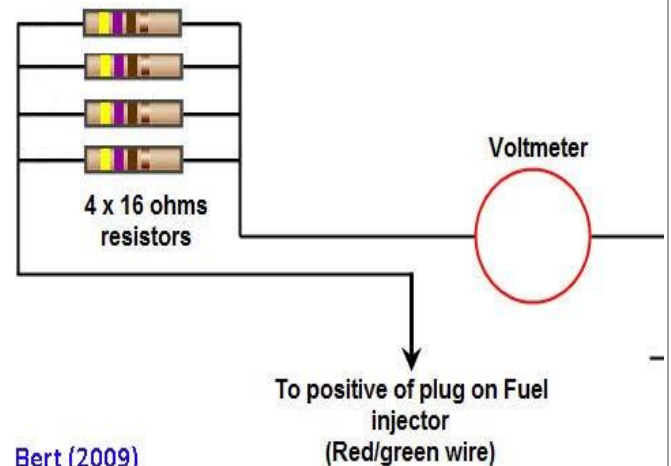 4 x 16 ohms
resistors
Voltmeter
To positive of plug on Fuel
injector
(Red/green wire)
Bert (2009)